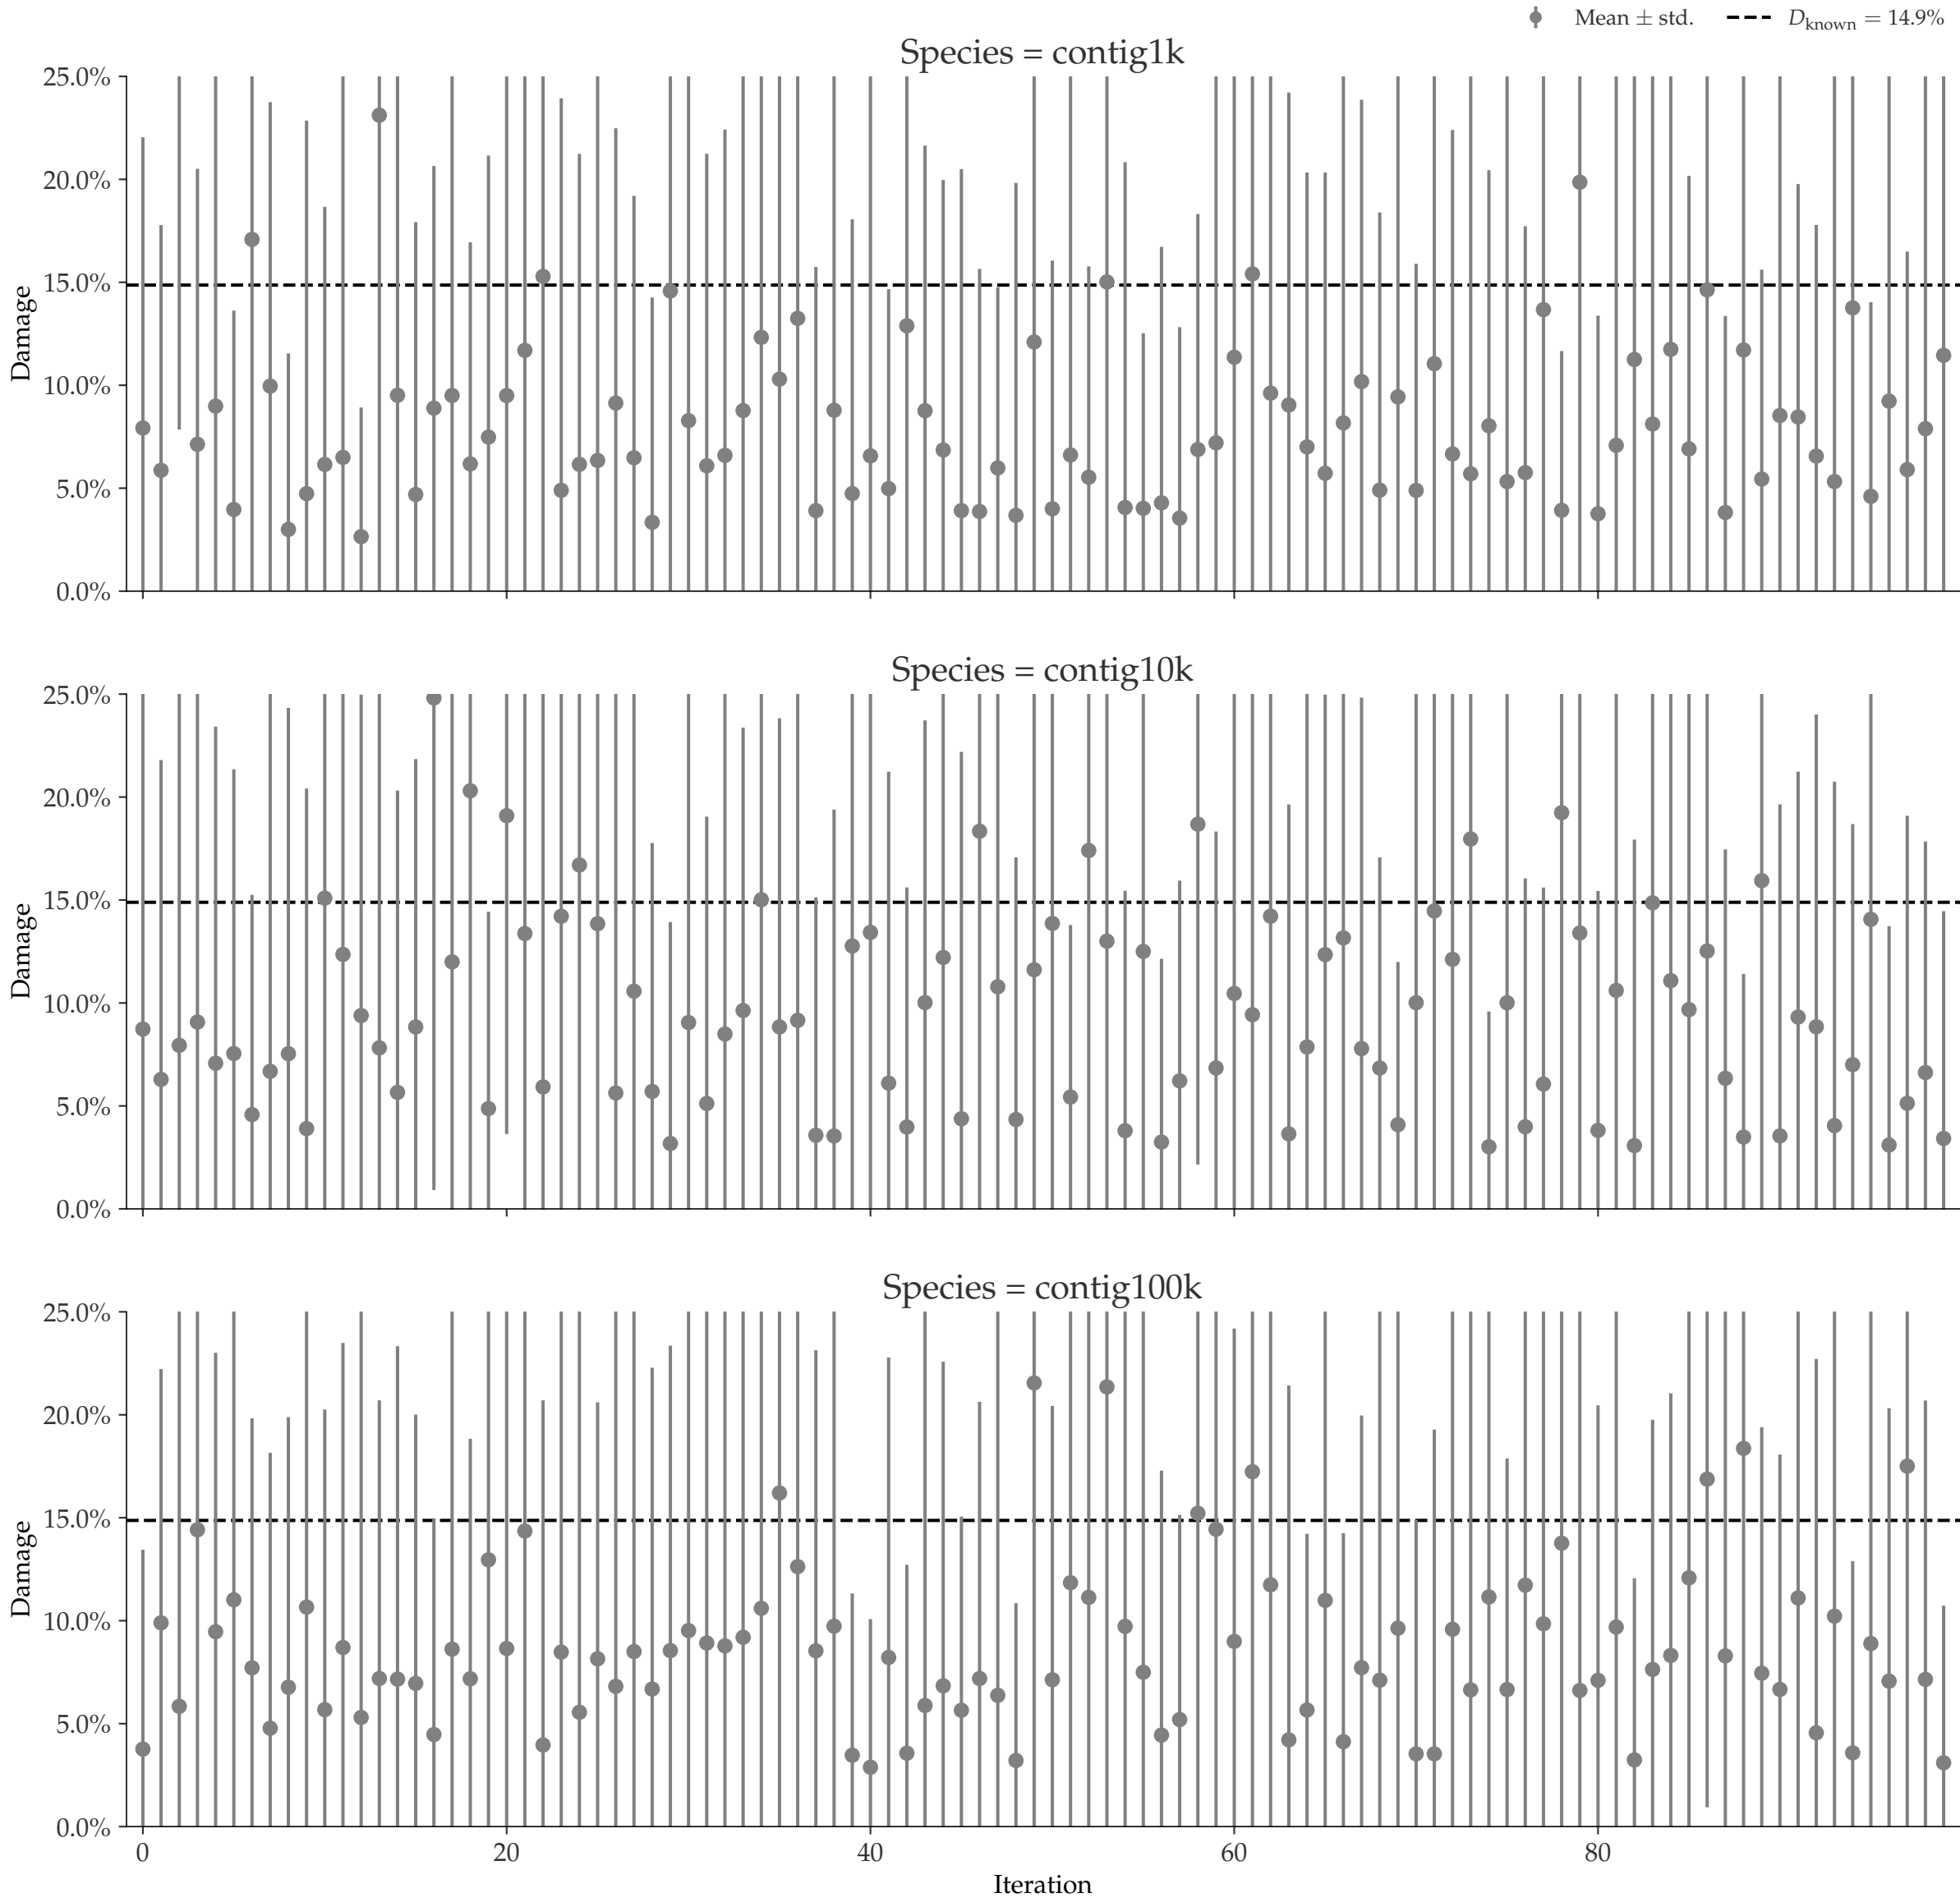 Mean ± std.
D_known = 14.9%
Species = contig1k
25.0%
20.0%
15.0%
10.0%
5.0%
0.0%
Damage
Species = contig10k
25.0%
20.0%
15.0%
10.0%
5.0%
0.0%
Damage
Species = contig100k
25.0%
20.0%
15.0%
10.0%
5.0%
0.0%
Damage
0 20 40 60 80
Iteration